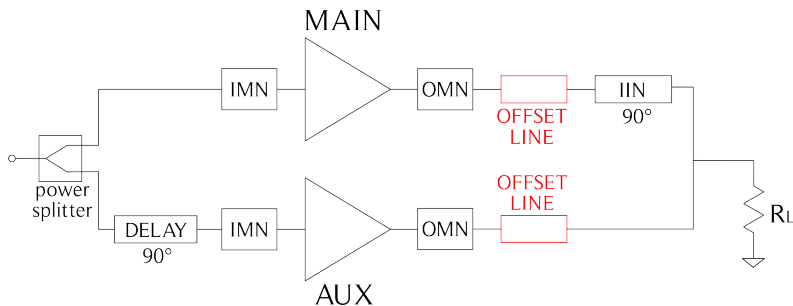 MAIN
IMN
OMN
OFFSET
LINE
IIN
90°
power
splitter
DELAY
90°
IMN
AUX
OMN
OFFSET
LINE
RL